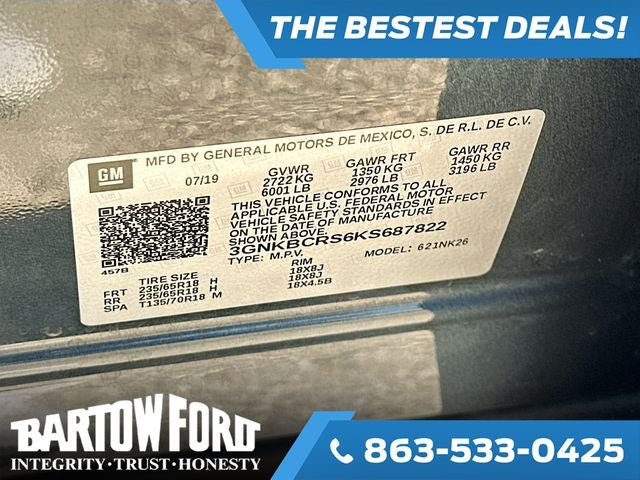 THE BESTEST DEALS!
GM
MFD BY GENERAL MOTORS DE MEXICO, S. DE R.L. DE C.V.
07/19
GVWR GAWR FRT GAWR RR
2722 KG 1350 KG 1450 KG
6001 LB 2976 LB 3196 LB
THIS VEHICLE CONFORMS TO ALL
APPLICABLE U.S. FEDERAL MOTOR
VEHICLE SAFETY STANDARDS IN EFFECT
ON THE DATE OF MANUFACTURE
3GNKBCRS6KS687822
TYPE: M.P.V. MODEL: 621NK26
457B
TIRE SIZE RIM
FRT 235/65R18 H 18X8J
RR 235/65R18 H 18X8J
SPA T135/70R18 M 18X4.5B
BARTOW FORD
INTEGRITY·TRUST·HONESTY
863-533-0425